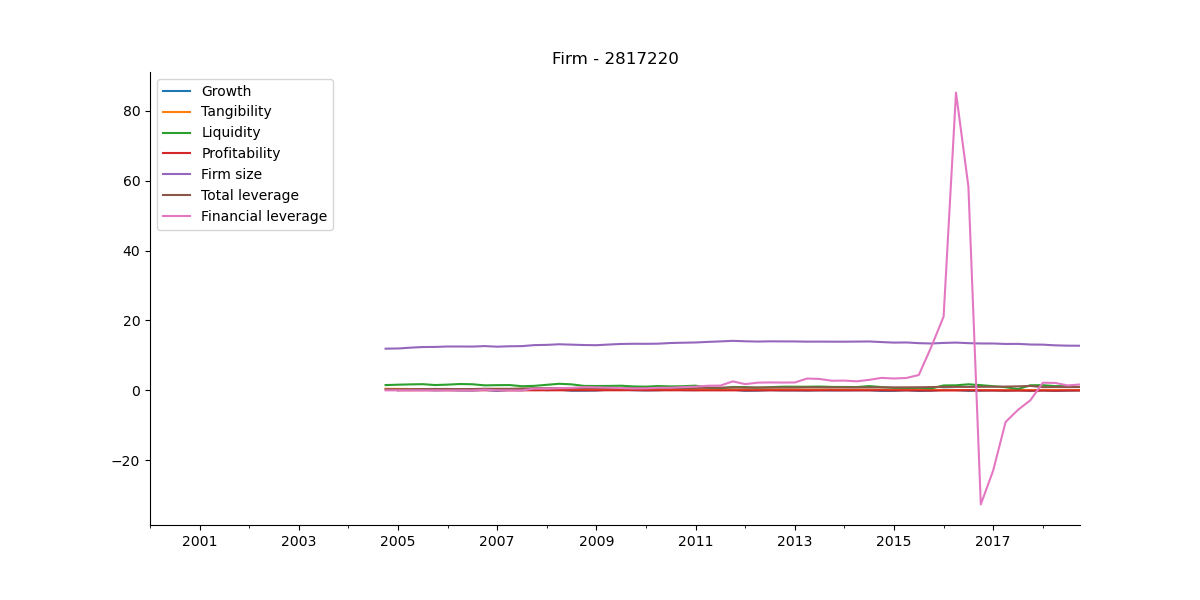 Firm - 2817220
Growth
Tangibility
Liquidity
Profitability
Firm size
Total leverage
Financial leverage
80
60
40
20
0
−20
2001 2003 2005 2007 2009 2011 2013 2015 2017